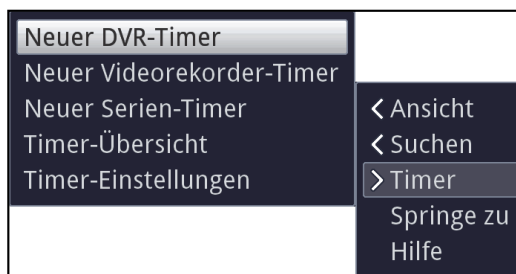 Neuer DVR-Timer
Neuer Videorekorder-Timer
Neuer Serien-Timer
Timer-Übersicht
Timer-Einstellungen
< Ansicht
< Suchen
> Timer
Springe zu
Hilfe